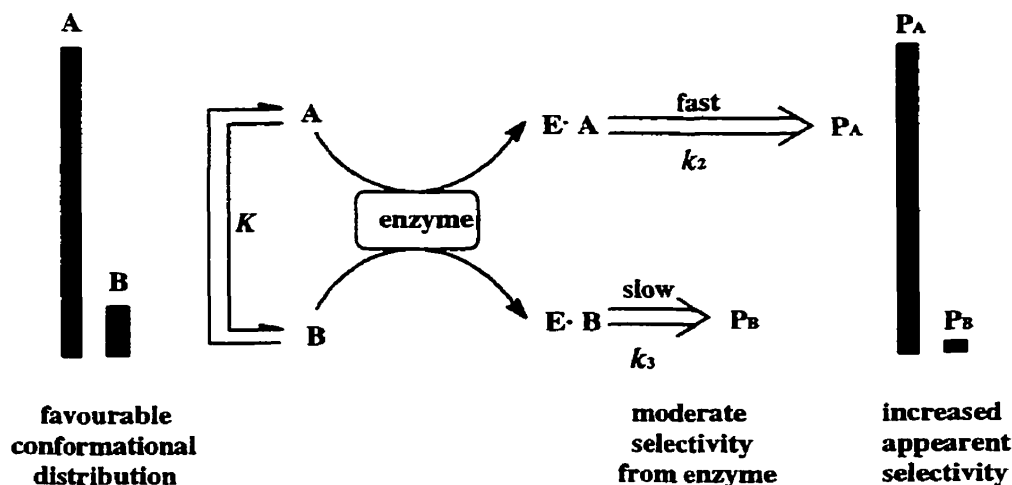 A
PA
A
fast
E· A
PA
k2
K
enzyme
B
slow
B
E· B
PB
PB
k3
favourable
conformational
distribution
moderate
selectivity
from enzyme
increased
appearent
selectivity